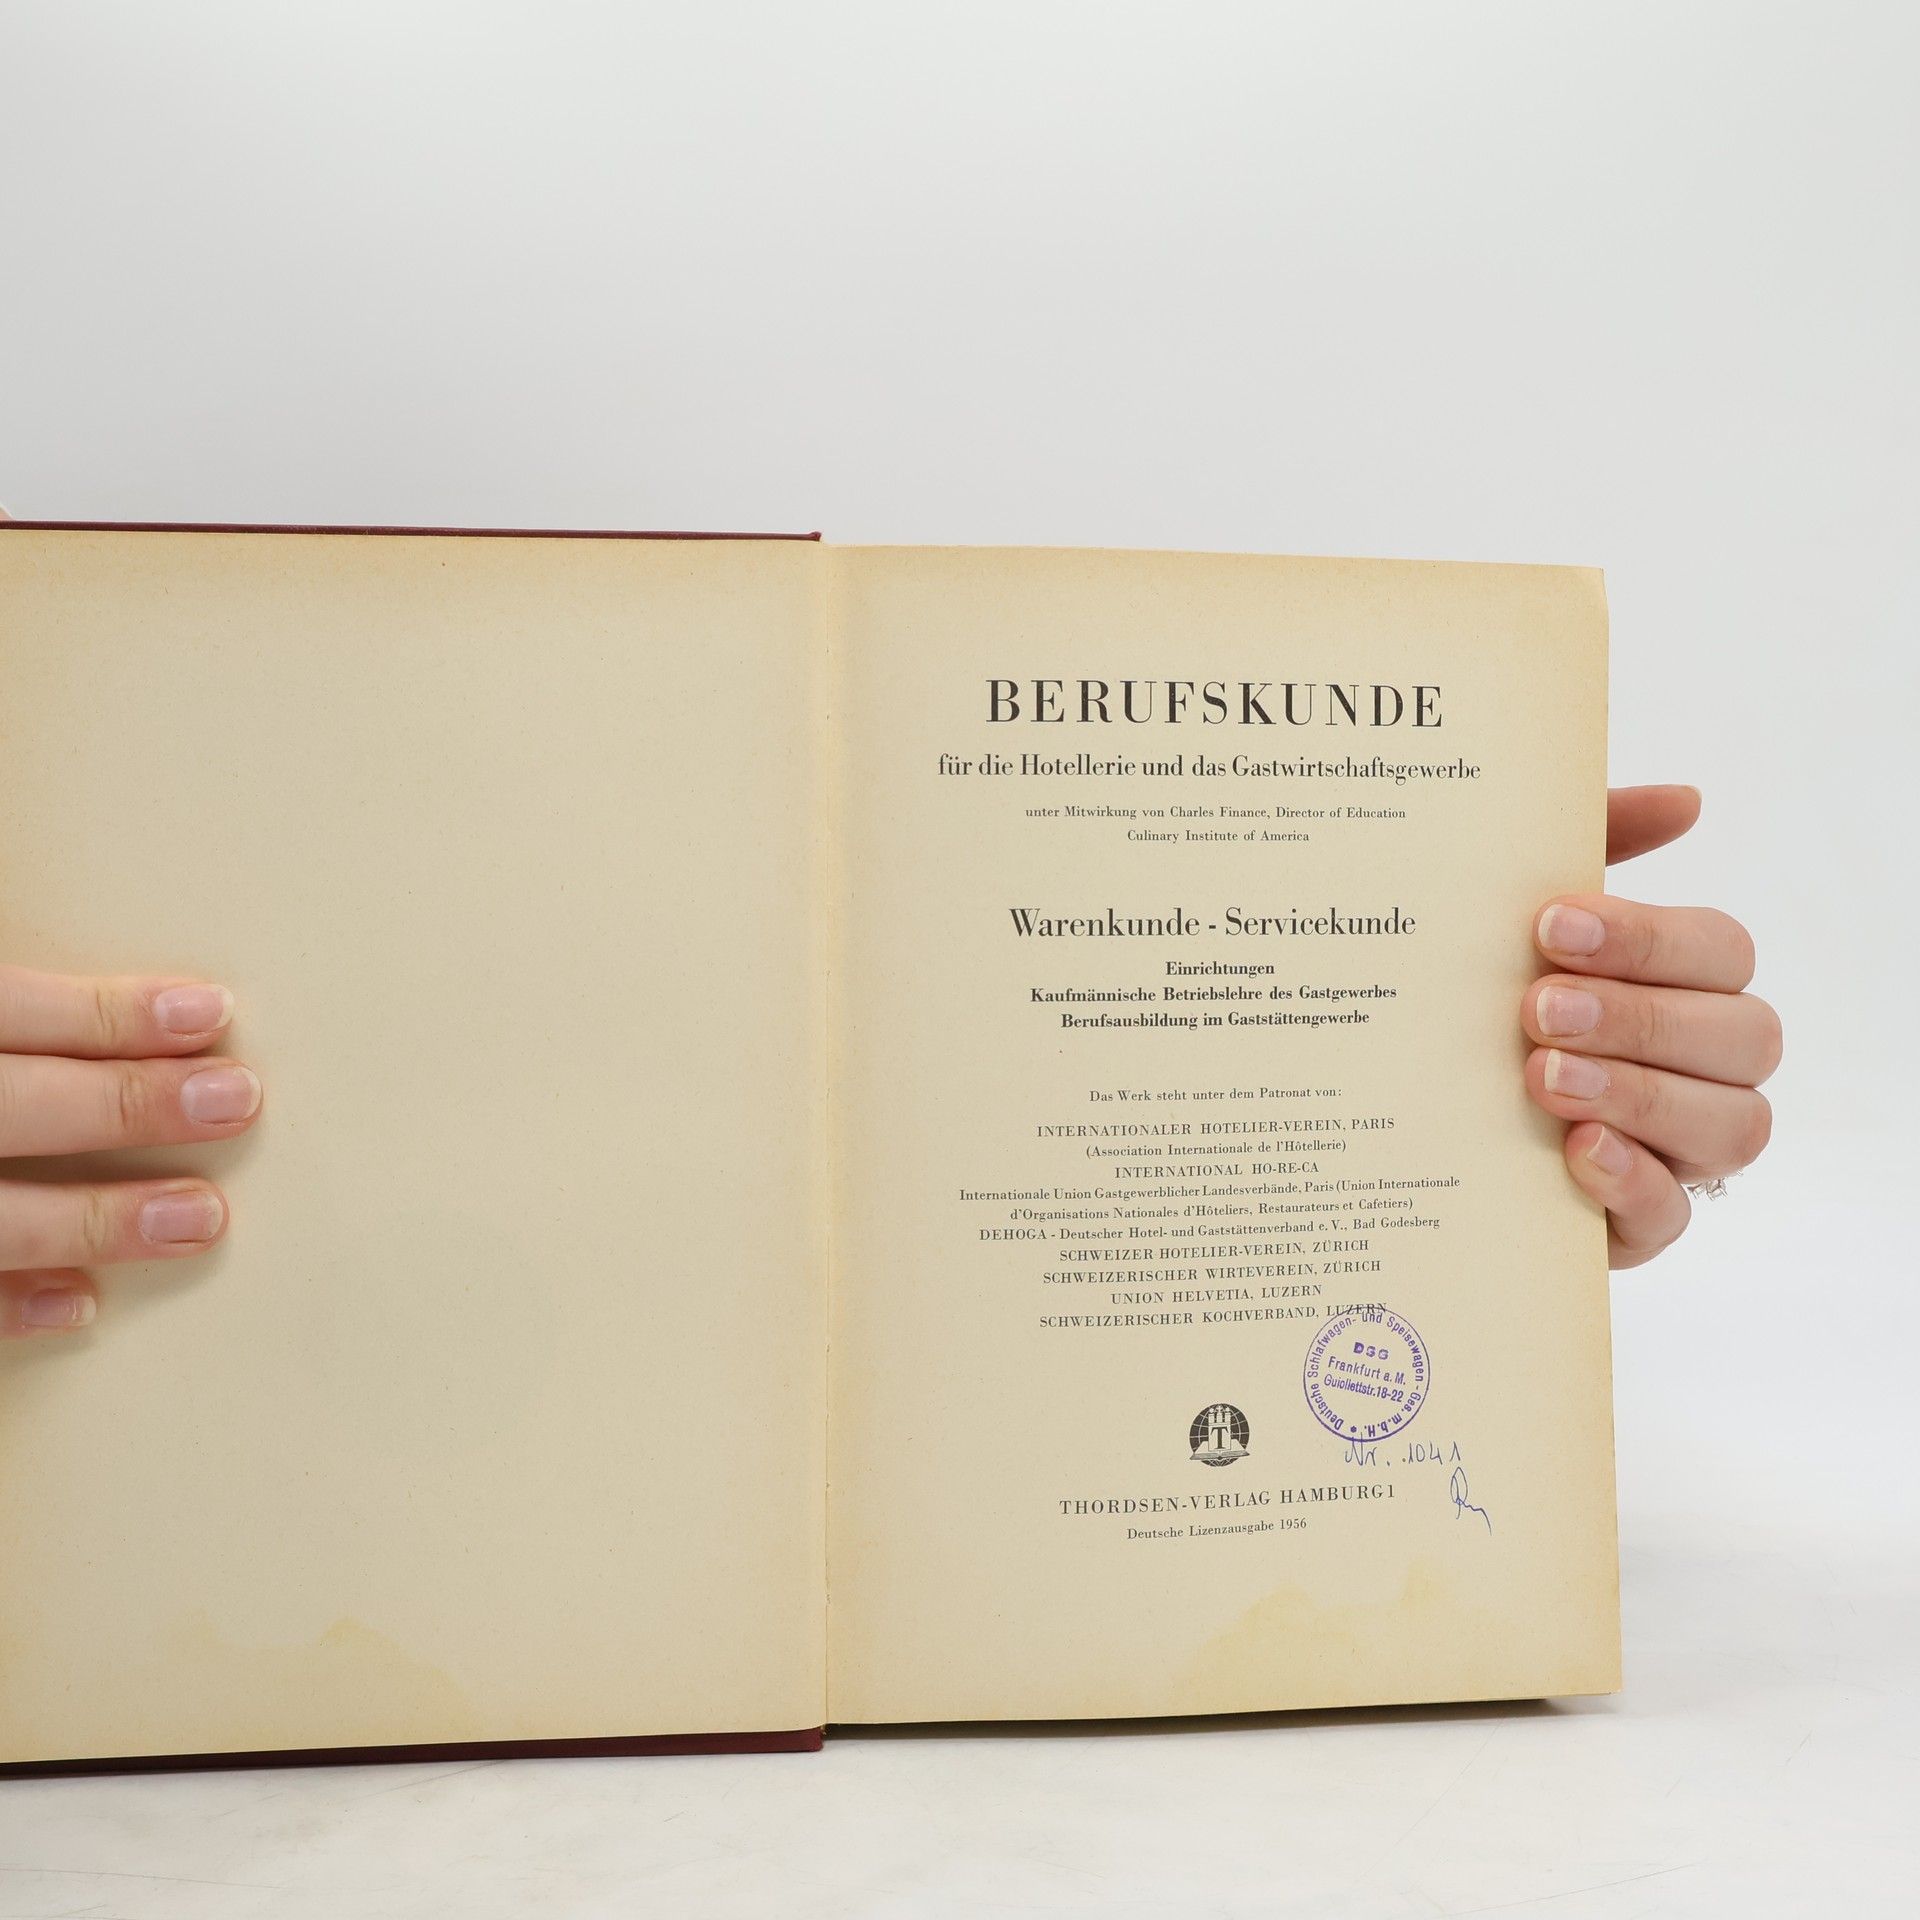 BERUFSKUNDE
für die Hotellerie und das Gastwirtschaftsgewerbe
unter Mitwirkung von Charles Finance, Director of Education
Culinary Institute of America
Warenkunde - Servicekunde
Einrichtungen
Kaufmännische Betriebslehre des Gastgewerbes
Berufsausbildung im Gaststättengewerbe
Das Werk steht unter dem Patronat von:
INTERNATIONALER HOTELIER-VEREIN, PARIS
(Association Internationale de l'Hôtellerie)
INTERNATIONAL HO-RE-CA
Internationale Union Gastgewerblicher Landesverbände, Paris (Union Internationale
d'Organisations Nationales d'Hôteliers, Restaurateurs et Cafetiers)
DEHOGA - Deutscher Hotel- und Gaststättenverband e. V., Bad Godesberg
SCHWEIZER HOTELIER-VEREIN, ZÜRICH
SCHWEIZERISCHER WIRTEVEREIN, ZÜRICH
UNION HELVETIA, LUZERN
SCHWEIZERISCHER KOCHVERBAND, LUZERN
Deutsche Schlafwagen- und Speisewagen-Ges. m.b.H.
DSG
Frankfurt a. M.
Guiollettstr. 18-22
Nr. 1041
T
THORDSEN-VERLAG HAMBURG 1
Deutsche Lizenzausgabe 1956